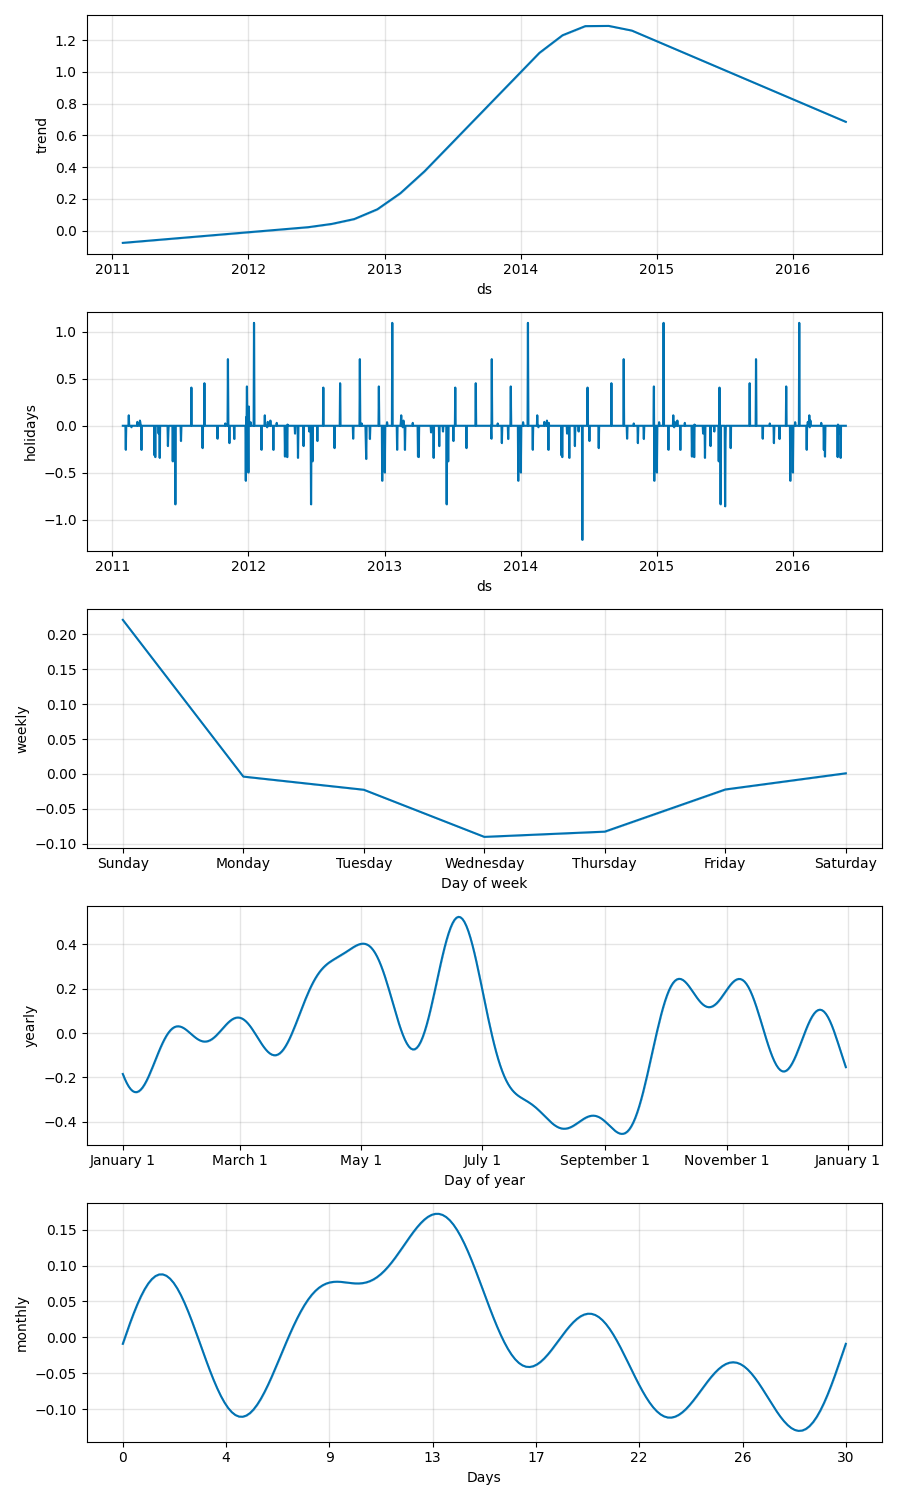 1.2
1.0
0.8
0.6
0.4
0.2
0.0
trend
2011 2012 2013 2014 2015 2016
ds
1.0
0.5
0.0
−0.5
−1.0
holidays
2011 2012 2013 2014 2015 2016
ds
0.20
0.15
0.10
0.05
0.00
−0.05
−0.10
weekly
Sunday Monday Tuesday Wednesday Thursday Friday Saturday
Day of week
0.4
0.2
0.0
−0.2
−0.4
yearly
January 1 March 1 May 1 July 1 September 1 November 1 January 1
Day of year
0.15
0.10
0.05
0.00
−0.05
−0.10
monthly
0 4 9 13 17 22 26 30
Days